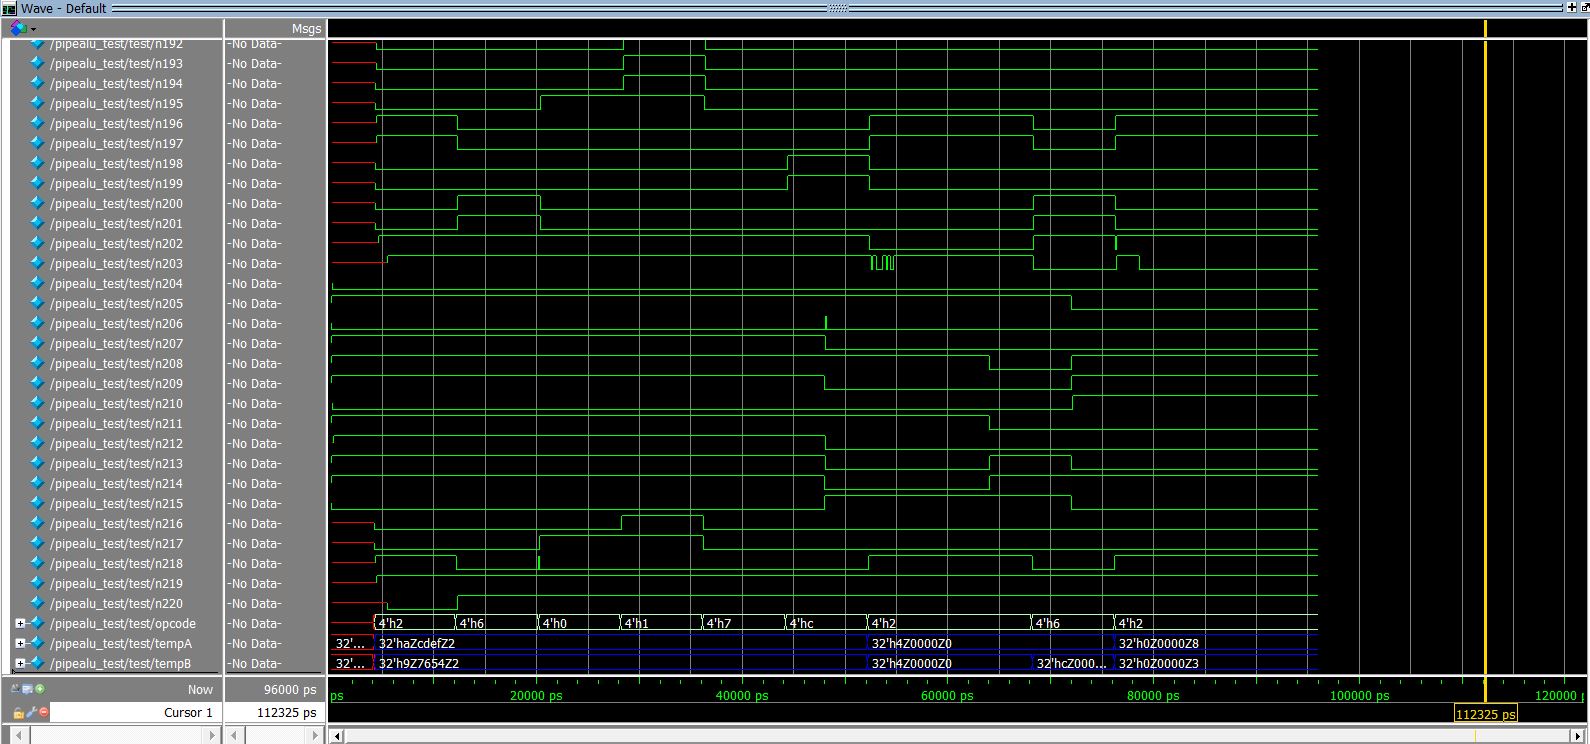 Wave - Default
Msgs
/pipealu_test/test/n192 -No Data-
/pipealu_test/test/n193 -No Data-
/pipealu_test/test/n194 -No Data-
/pipealu_test/test/n195 -No Data-
/pipealu_test/test/n196 -No Data-
/pipealu_test/test/n197 -No Data-
/pipealu_test/test/n198 -No Data-
/pipealu_test/test/n199 -No Data-
/pipealu_test/test/n200 -No Data-
/pipealu_test/test/n201 -No Data-
/pipealu_test/test/n202 -No Data-
/pipealu_test/test/n203 -No Data-
/pipealu_test/test/n204 -No Data-
/pipealu_test/test/n205 -No Data-
/pipealu_test/test/n206 -No Data-
/pipealu_test/test/n207 -No Data-
/pipealu_test/test/n208 -No Data-
/pipealu_test/test/n209 -No Data-
/pipealu_test/test/n210 -No Data-
/pipealu_test/test/n211 -No Data-
/pipealu_test/test/n212 -No Data-
/pipealu_test/test/n213 -No Data-
/pipealu_test/test/n214 -No Data-
/pipealu_test/test/n215 -No Data-
/pipealu_test/test/n216 -No Data-
/pipealu_test/test/n217 -No Data-
/pipealu_test/test/n218 -No Data-
/pipealu_test/test/n219 -No Data-
/pipealu_test/test/n220 -No Data-
/pipealu_test/test/opcode -No Data- 4'h2 4'h6 4'h0 4'h1 4'h7 4'hc 4'h2 4'h6 4'h2
/pipealu_test/test/tempA -No Data- 32'... 32'haZcdefZ2 32'h4Z0000Z0 32'h0Z0000Z8
/pipealu_test/test/tempB -No Data- 32'... 32'h9Z7654Z2 32'h4Z0000Z0 32'hcZ000... 32'h0Z0000Z3
Now 96000 ps ps 20000 ps 40000 ps 60000 ps 80000 ps 100000 ps 120000
Cursor 1 112325 ps 112325 ps